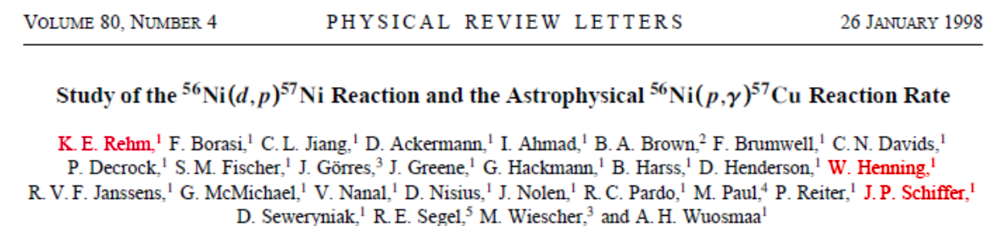 VOLUME 80, NUMBER 4 PHYSICAL REVIEW LETTERS 26 JANUARY 1998
Study of the ⁵⁶Ni(d,p)⁵⁷Ni Reaction and the Astrophysical ⁵⁶Ni(p,γ)⁵⁷Cu Reaction Rate
K. E. Rehm,¹ F. Borasi,¹ C. L. Jiang,¹ D. Ackermann,¹ I. Ahmad,¹ B. A. Brown,² F. Brumwell,¹ C. N. Davids,¹
P. Decrock,¹ S. M. Fischer,¹ J. Görres,³ J. Greene,¹ G. Hackmann,¹ B. Harss,¹ D. Henderson,¹ W. Henning,¹
R. V. F. Janssens,¹ G. McMichael,¹ V. Nanal,¹ D. Nisius,¹ J. Nolen,¹ R. C. Pardo,¹ M. Paul,⁴ P. Reiter,¹ J. P. Schiffer,¹
D. Seweryniak,¹ R. E. Segel,⁵ M. Wiescher,³ and A. H. Wuosmaa¹